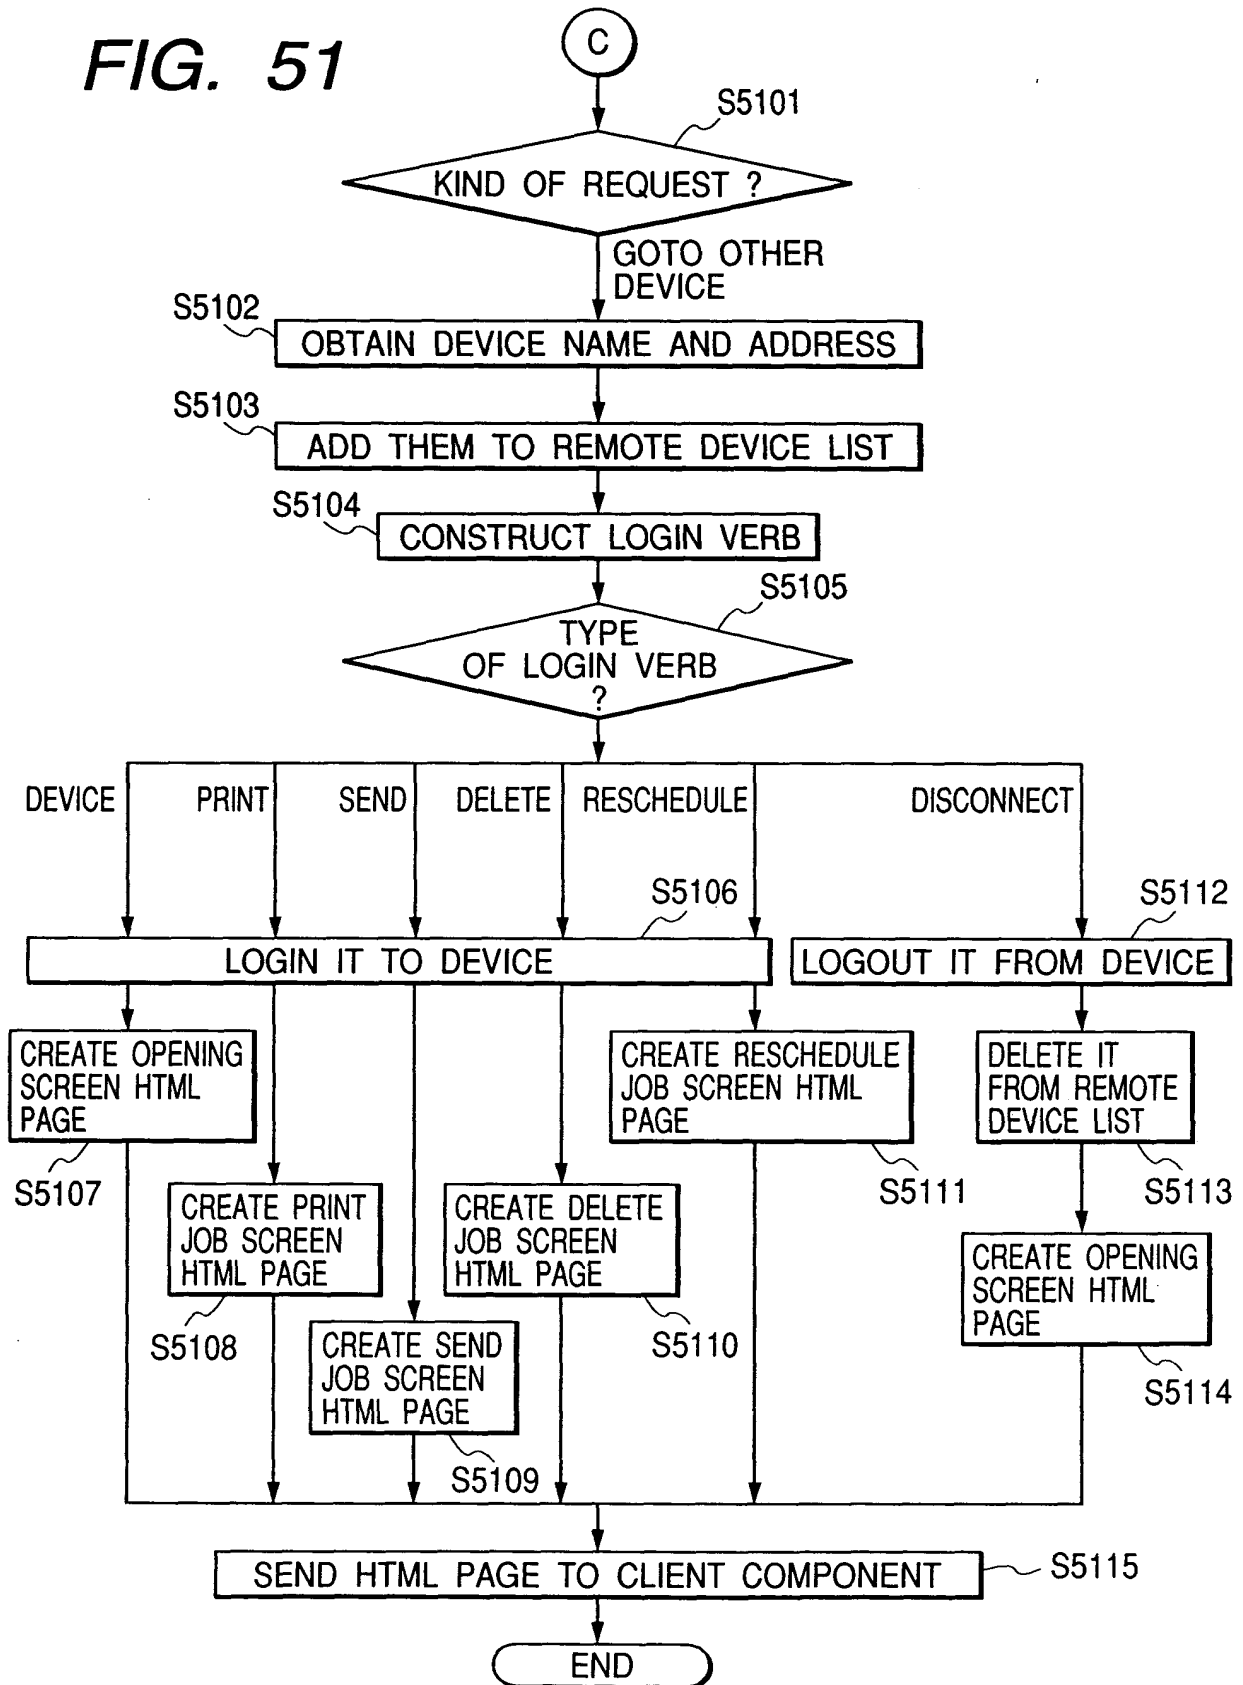 FIG. 51
C
S5101
KIND OF REQUEST ?
GOTO OTHER
DEVICE
S5102
OBTAIN DEVICE NAME AND ADDRESS
S5103
ADD THEM TO REMOTE DEVICE LIST
S5104
CONSTRUCT LOGIN VERB
S5105
TYPE
OF LOGIN VERB
?
DEVICE
PRINT
SEND
DELETE
RESCHEDULE
DISCONNECT
S5106
S5112
LOGIN IT TO DEVICE
LOGOUT IT FROM DEVICE
CREATE OPENING
SCREEN HTML
PAGE
S5107
CREATE RESCHEDULE
JOB SCREEN HTML
PAGE
S5111
DELETE IT
FROM REMOTE
DEVICE LIST
S5113
CREATE PRINT
JOB SCREEN
HTML PAGE
S5108
CREATE DELETE
JOB SCREEN
HTML PAGE
S5110
CREATE OPENING
SCREEN HTML
PAGE
S5114
CREATE SEND
JOB SCREEN
HTML PAGE
S5109
SEND HTML PAGE TO CLIENT COMPONENT
S5115
END